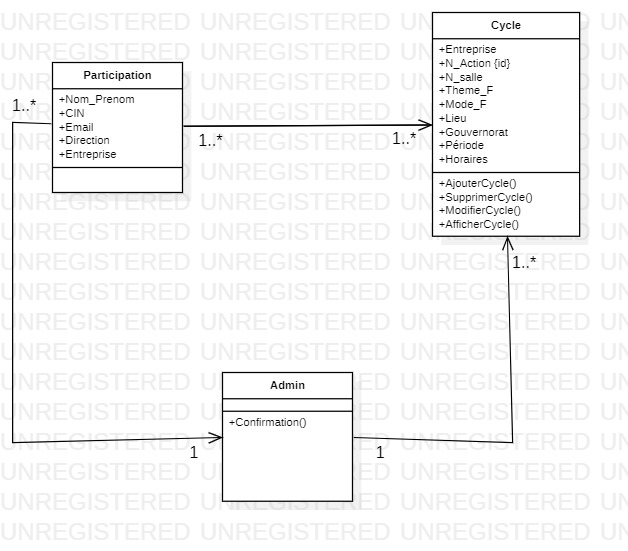 Cycle
+Entreprise
+N_Action {id}
+N_salle
+Theme_F
+Mode_F
+Lieu
+Gouvernorat
+Période
+Horaires
+AjouterCycle()
+SupprimerCycle()
+ModifierCycle()
+AfficherCycle()
Participation
+Nom_Prenom
+CIN
+Email
+Direction
+Entreprise
1..*
1..*
1..*
1..*
Admin
+Confirmation()
1
1
UNREGISTERED UNREGISTERED UNREGISTERED